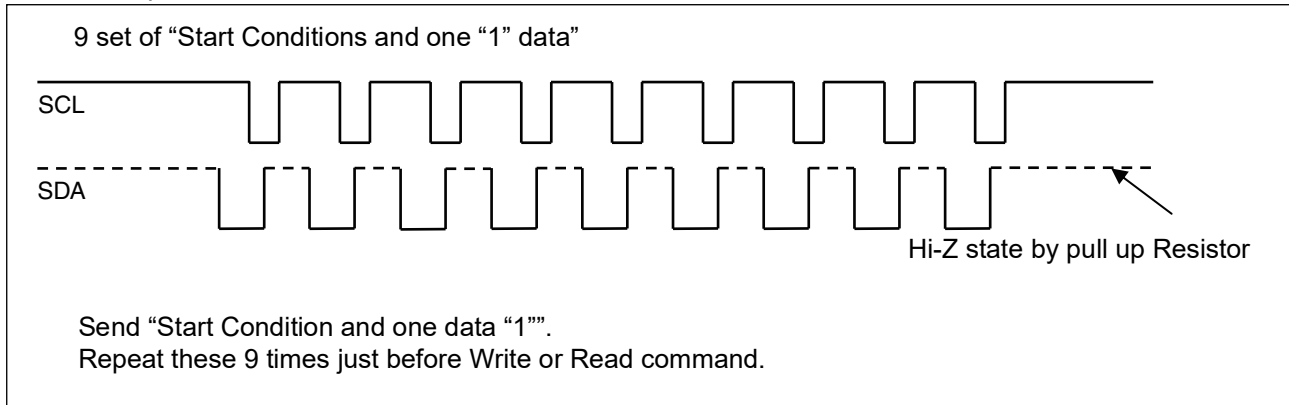 9 set of “Start Conditions and one “1” data”
SCL
SDA
Hi-Z state by pull up Resistor
Send “Start Condition and one data “1””.
Repeat these 9 times just before Write or Read command.